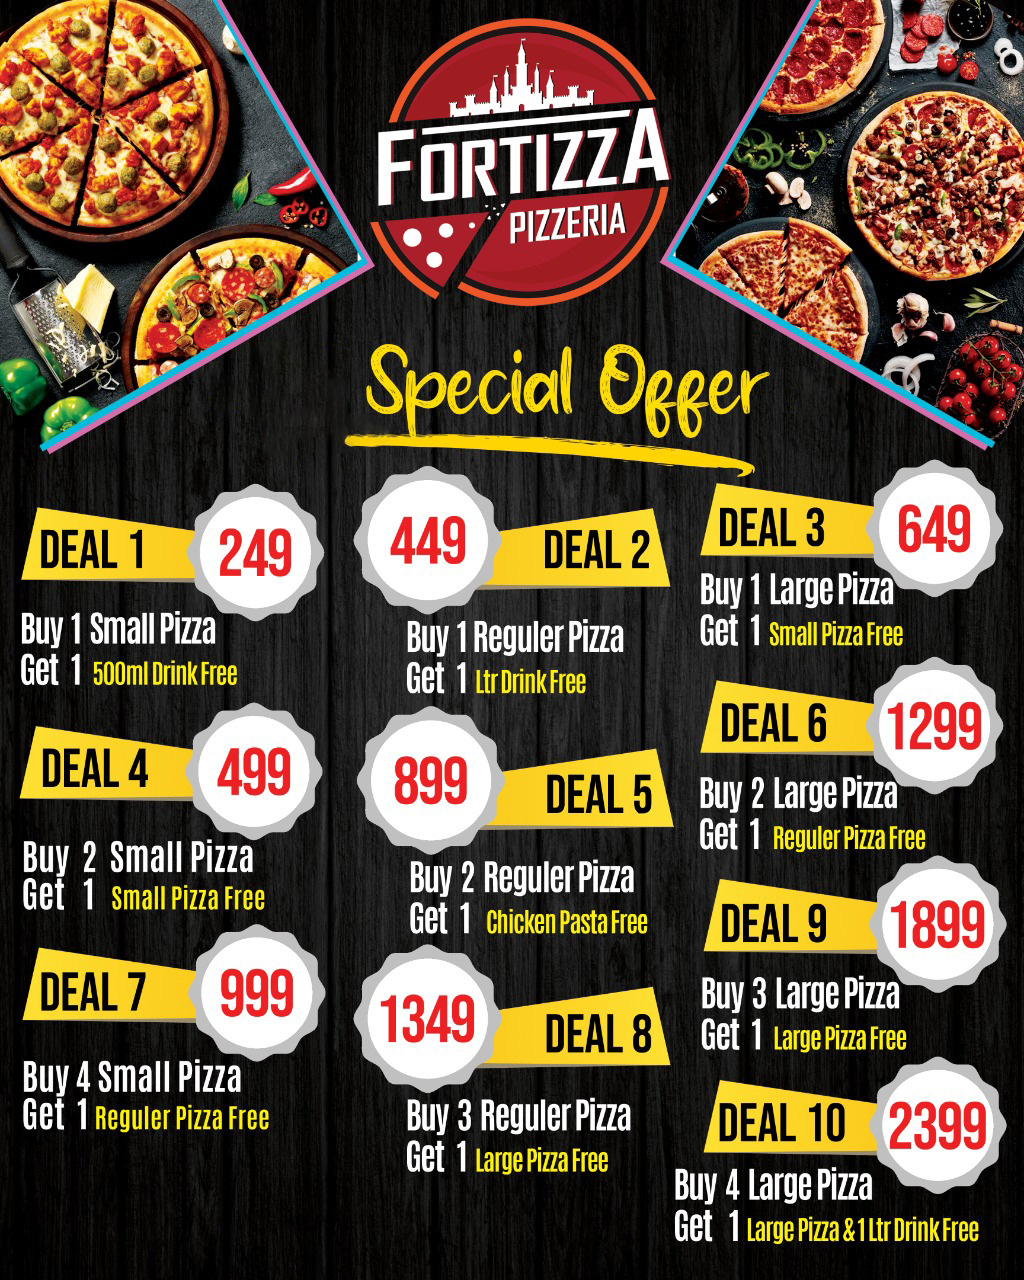 FORTIZZA
PIZZERIA
Special Offer
DEAL 1
249
Buy 1 Small Pizza
Get 1 500ml Drink Free
449
DEAL 2
Buy 1 Reguler Pizza
Get 1 Ltr Drink Free
DEAL 3
649
Buy 1 Large Pizza
Get 1 Small Pizza Free
DEAL 4
499
Buy 2 Small Pizza
Get 1 Small Pizza Free
899
DEAL 5
Buy 2 Reguler Pizza
Get 1 Chicken Pasta Free
DEAL 6
1299
Buy 2 Large Pizza
Get 1 Reguler Pizza Free
DEAL 7
999
Buy 4 Small Pizza
Get 1 Reguler Pizza Free
1349
DEAL 8
Buy 3 Reguler Pizza
Get 1 Large Pizza Free
DEAL 9
1899
Buy 3 Large Pizza
Get 1 Large Pizza Free
DEAL 10
2399
Buy 4 Large Pizza
Get 1 Large Pizza & 1 Ltr Drink Free